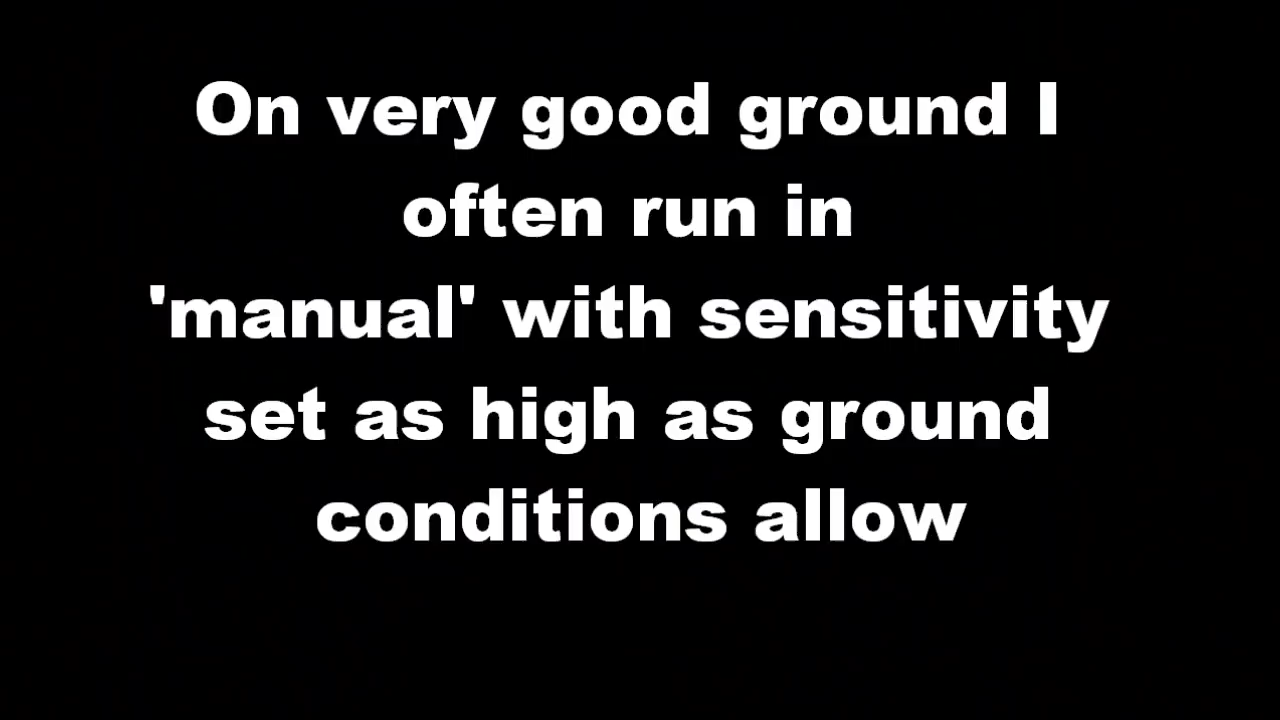 On very good ground I
often run in
'manual' with sensitivity
set as high as ground
conditions allow